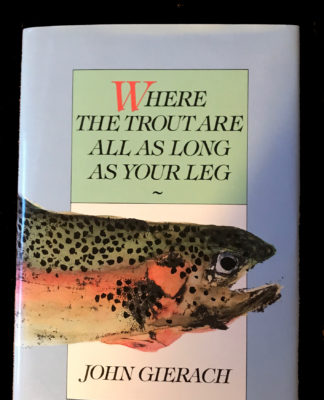 WHERE
THE TROUT ARE
ALL AS LONG
AS YOUR LEG
~
JOHN GIERACH